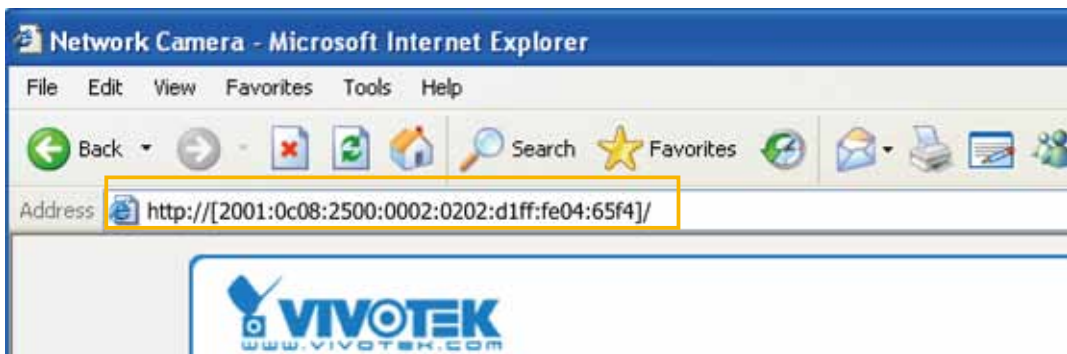 Network Camera - Microsoft Internet Explorer
File Edit View Favorites Tools Help
Back Search Favorites
Address http://[2001:0c08:2500:0002:0202:d1ff:fe04:65f4]/
VIVOTEK
www.vivotek.com